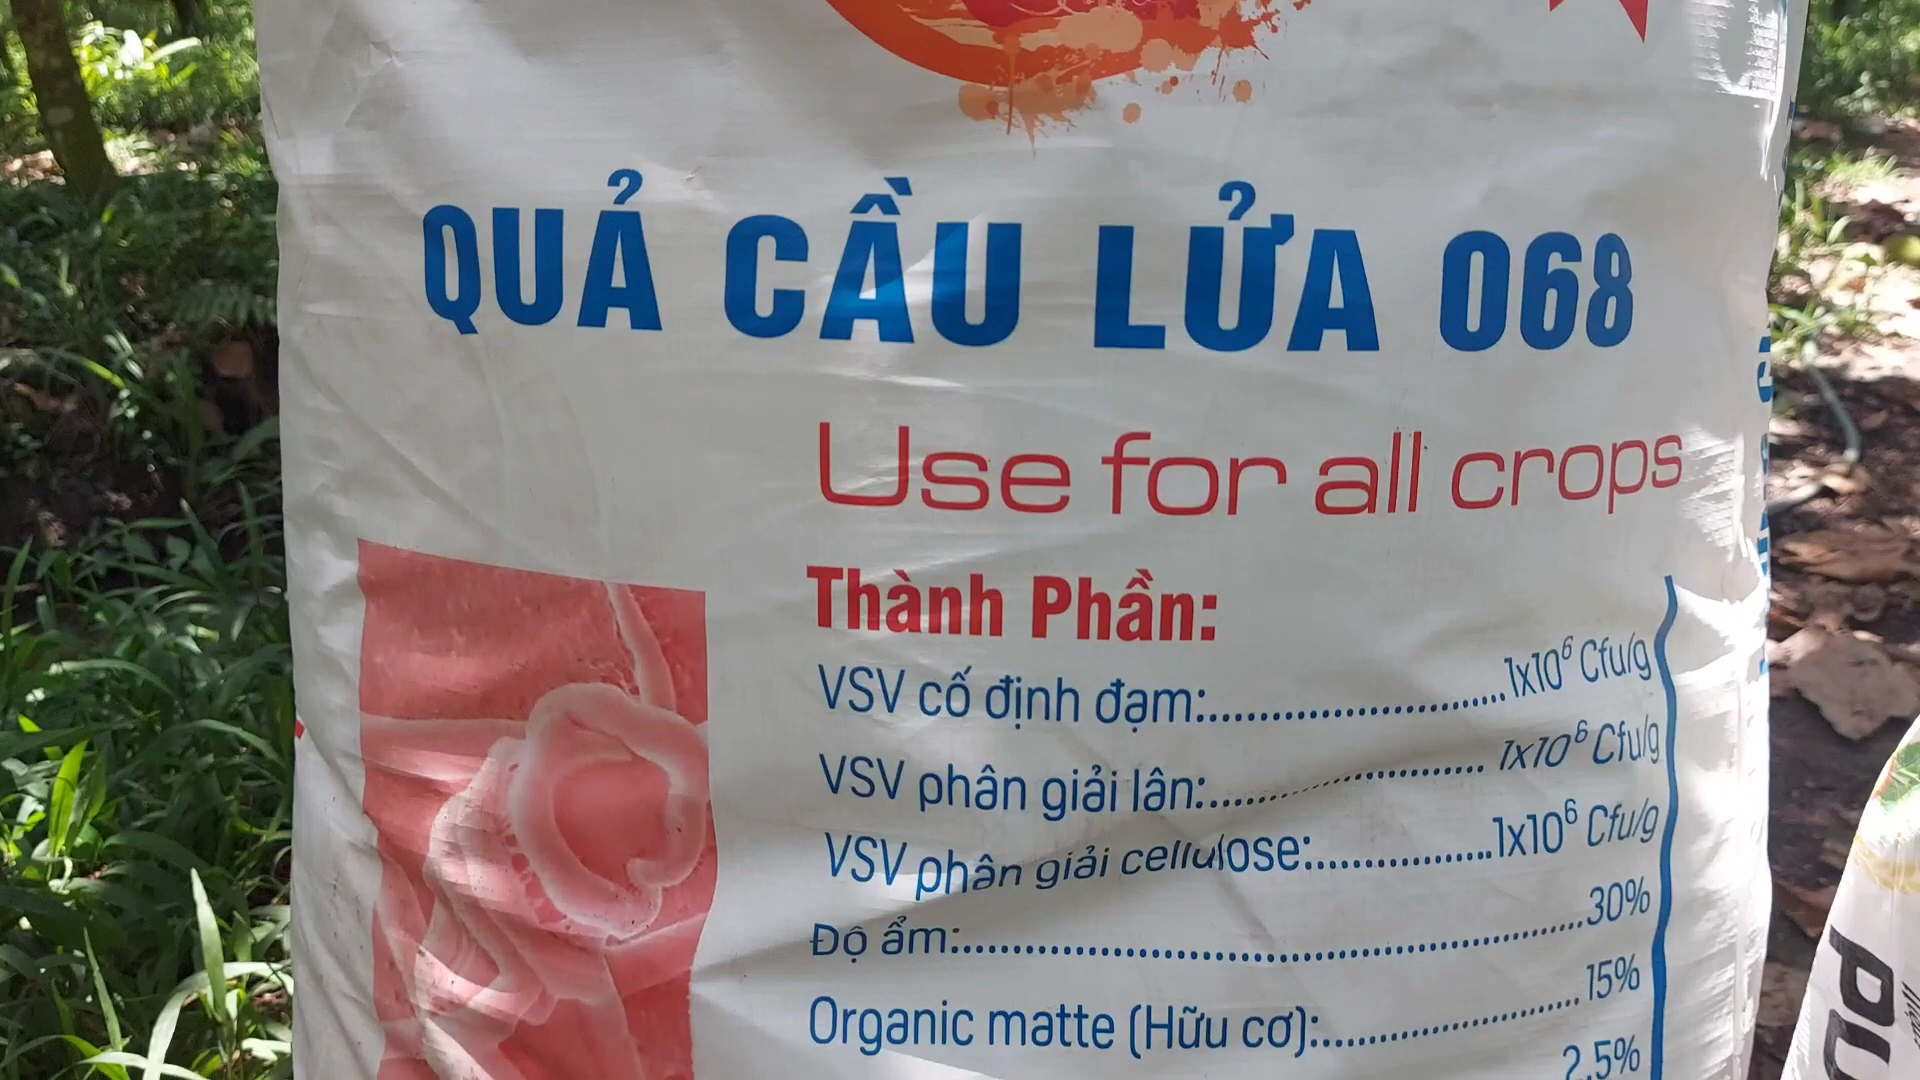 QUẢ CẦU LỬA 068
Use for all crops
Thành Phần:
VSV cố định đạm:..............................1x10⁶ Cfu/g
VSV phân giải lân:............................. 1x10⁶ Cfu/g
VSV phân giải cellulose:..................1x10⁶ Cfu/g
Độ ẩm:...............................................................30%
Organic matte (Hữu cơ):..........................15%
2,5%